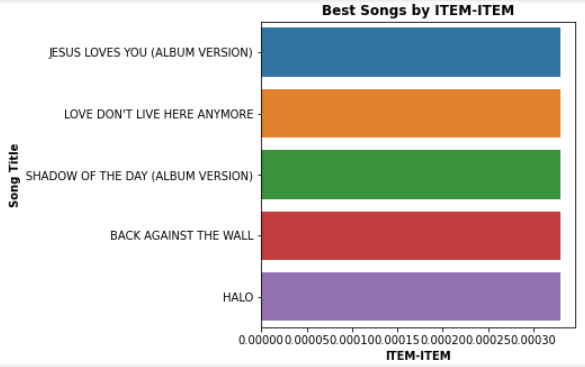 Best Songs by ITEM-ITEM
Song Title
JESUS LOVES YOU (ALBUM VERSION)
LOVE DON'T LIVE HERE ANYMORE
SHADOW OF THE DAY (ALBUM VERSION)
BACK AGAINST THE WALL
HALO
0.00000 0.00005 0.00010 0.00015 0.00020 0.00025 0.00030
ITEM-ITEM